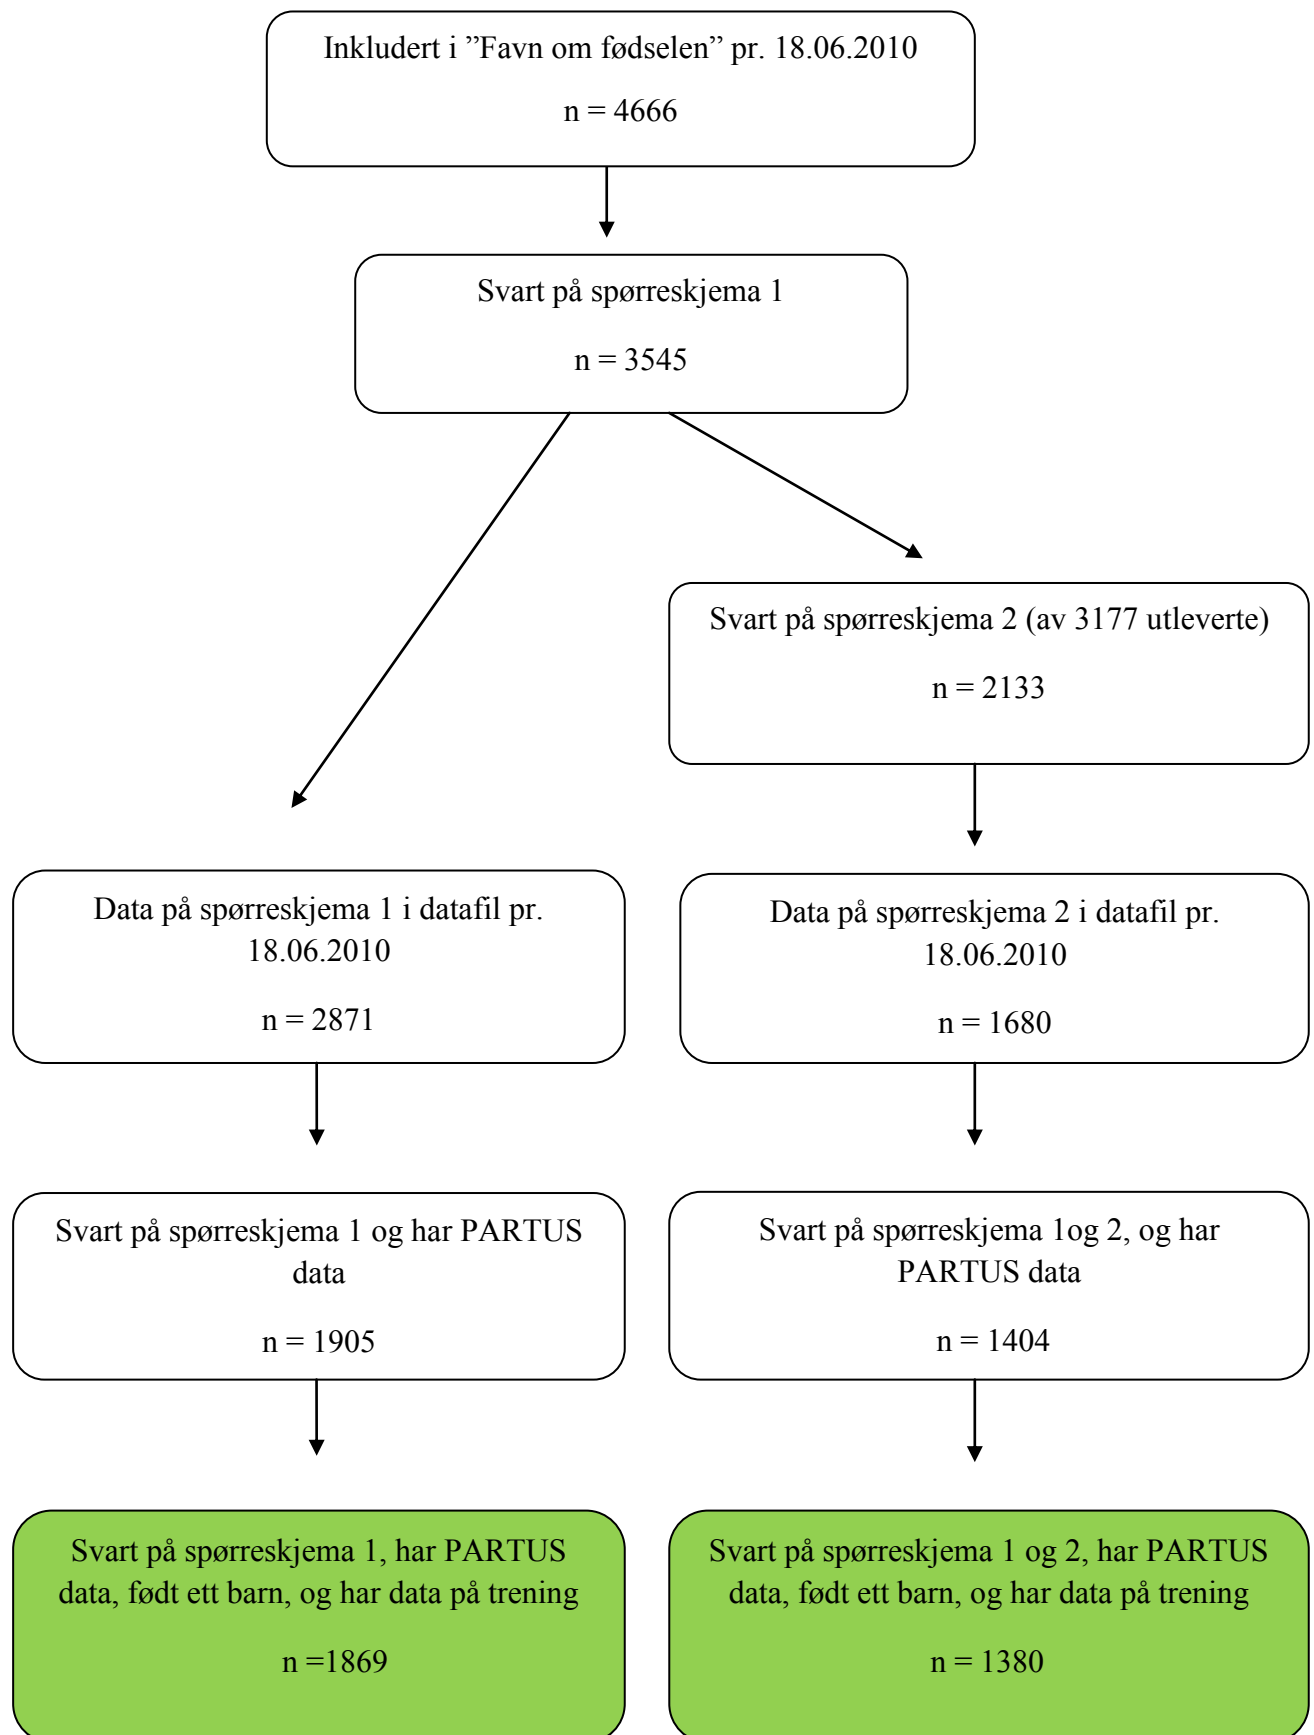 Inkludert i ”Favn om fødselen” pr. 18.06.2010
n = 4666
Svart på spørreskjema 1
n = 3545
Svart på spørreskjema 2 (av 3177 utleverte)
n = 2133
Data på spørreskjema 1 i datafil pr.
18.06.2010
n = 2871
Data på spørreskjema 2 i datafil pr.
18.06.2010
n = 1680
Svart på spørreskjema 1 og har PARTUS
data
n = 1905
Svart på spørreskjema 1og 2, og har
PARTUS data
n = 1404
Svart på spørreskjema 1, har PARTUS
data, født ett barn, og har data på trening
n =1869
Svart på spørreskjema 1 og 2, har PARTUS
data, født ett barn, og har data på trening
n = 1380